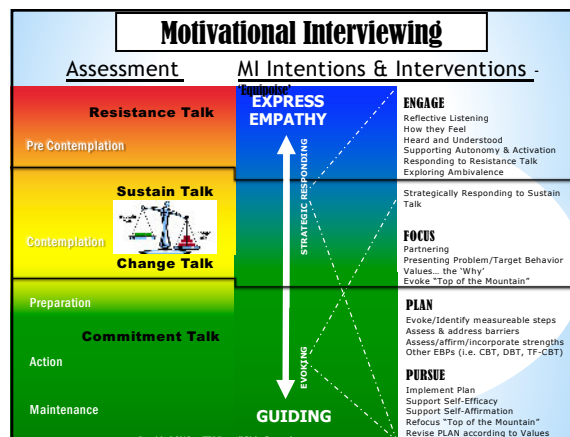 Motivational Interviewing
Assessment
MI Intentions & Interventions -
‘Equipoise’
Resistance Talk
Pre Contemplation
Sustain Talk
Contemplation
Change Talk
Preparation
Commitment Talk
Action
Maintenance
EXPRESS
EMPATHY
STRATEGIC RESPONDING
EVOKING
GUIDING
ENGAGE
Reflective Listening
How they Feel
Heard and Understood
Supporting Autonomy & Activation
Responding to Resistance Talk
Exploring Ambivalence
Strategically Responding to Sustain
Talk
FOCUS
Partnering
Presenting Problem/Target Behavior
Values... the ‘Why’
Evoke “Top of the Mountain”
PLAN
Evoke/Identify measureable steps
Assess & address barriers
Assess/affirm/incorporate strengths
Other EBPs (i.e. CBT, DBT, TF-CBT)
PURSUE
Implement Plan
Support Self-Efficacy
Support Self-Affirmation
Refocus “Top of the Mountain”
Revise PLAN according to Values